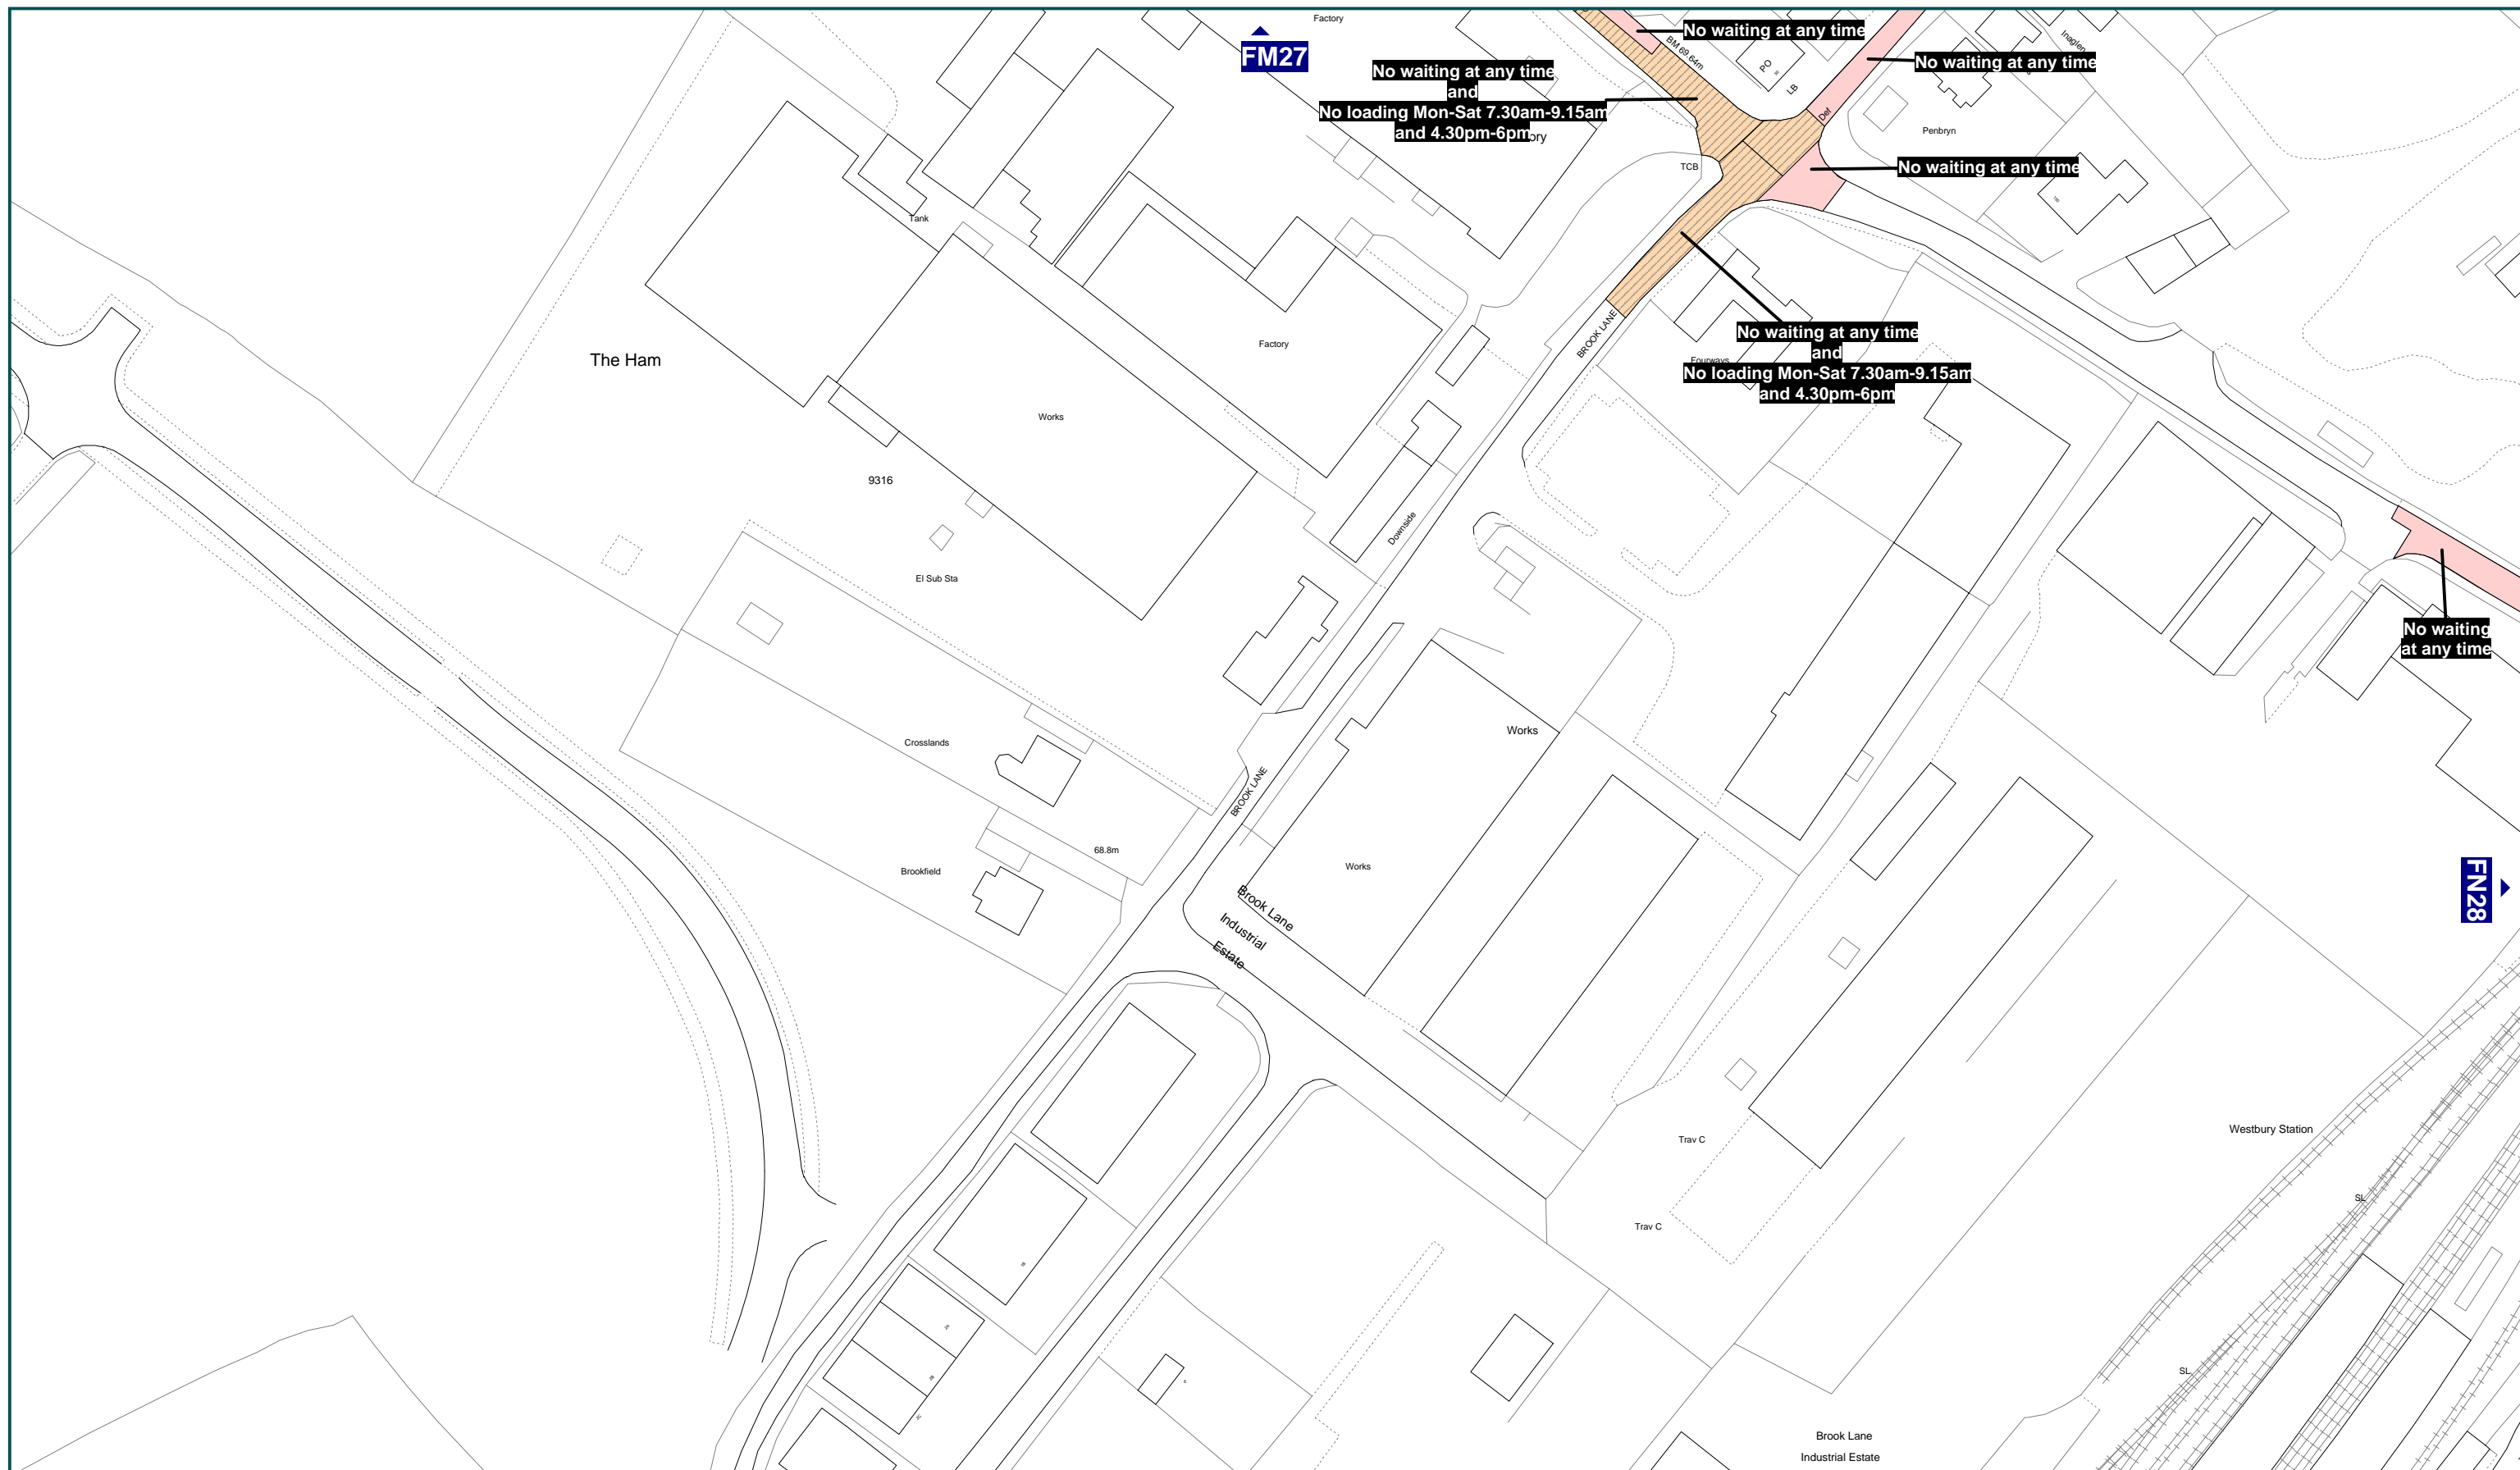 Factory
FM27
No waiting at any time
BM 69.64m
PO
LB
Inaglen
No waiting at any time
No waiting at any time
and
No loading Mon-Sat 7.30am-9.15am
and 4.30pm-6pm
ory
Def
Penbryn
TCB
No waiting at any time
Tank
BROOK LANE
No waiting at any time
and
No loading Mon-Sat 7.30am-9.15am
and 4.30pm-6pm
Fourways
The Ham
Factory
Works
9316
Downside
El Sub Sta
No waiting
at any time
Works
Crosslands
BROOK LANE
68.8m
Works
Brookfield
Brook Lane
Industrial
Estate
FN28
Westbury Station
Trav C
Trav C
SL
SL
Brook Lane
Industrial Estate